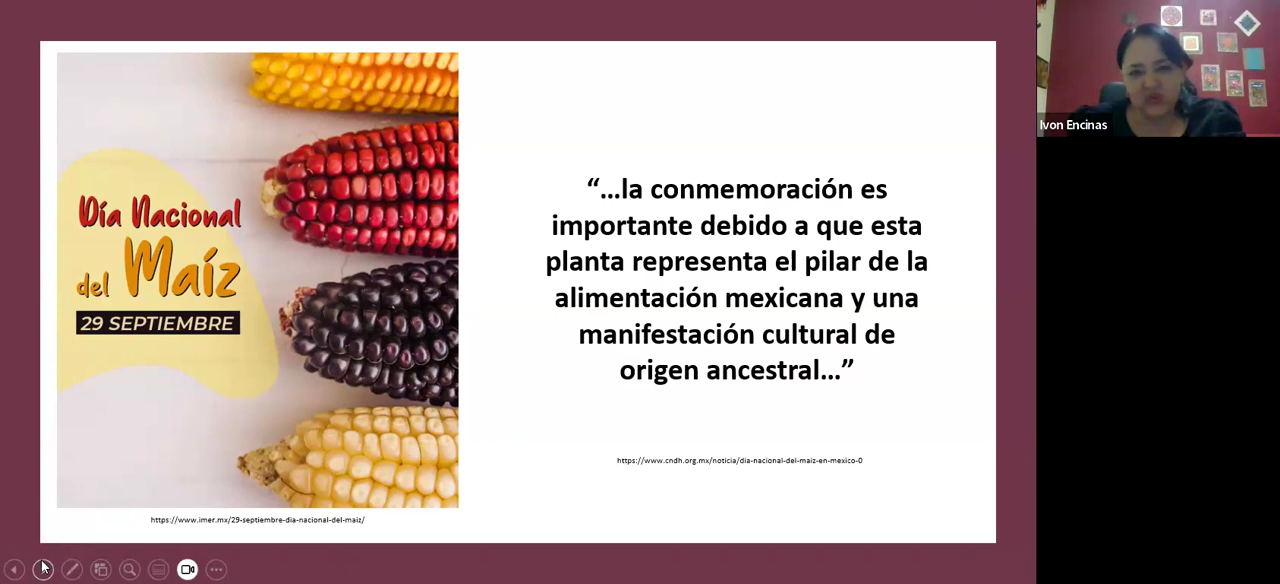 Día Nacional
del Maíz
29 SEPTIEMBRE
https://www.imer.mx/29-septiembre-dia-nacional-del-maiz/
“...la conmemoración es
importante debido a que esta
planta representa el pilar de la
alimentación mexicana y una
manifestación cultural de
origen ancestral...”
https://www.cndh.org.mx/noticia/dia-nacional-del-maiz-en-mexico-0
Ivon Encinas